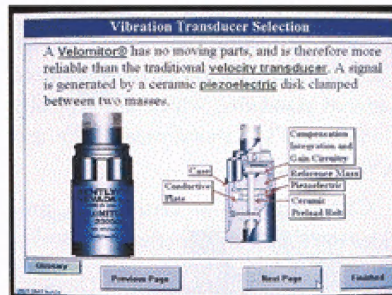 Vibration Transducer Selection
A Velomitor® has no moving parts, and is therefore more
reliable than the traditional velocity transducer. A signal
is generated by a ceramic piezoelectric disk clamped
between two masses.
Compensation
Integration and
Gain Circuitry
Case
Reference Mass
Conductive
Plate
Piezoelectric
Ceramic
Preload Bolt
BENTLY
NEVADA
Glossary
Previous Page
Next Page
Finished